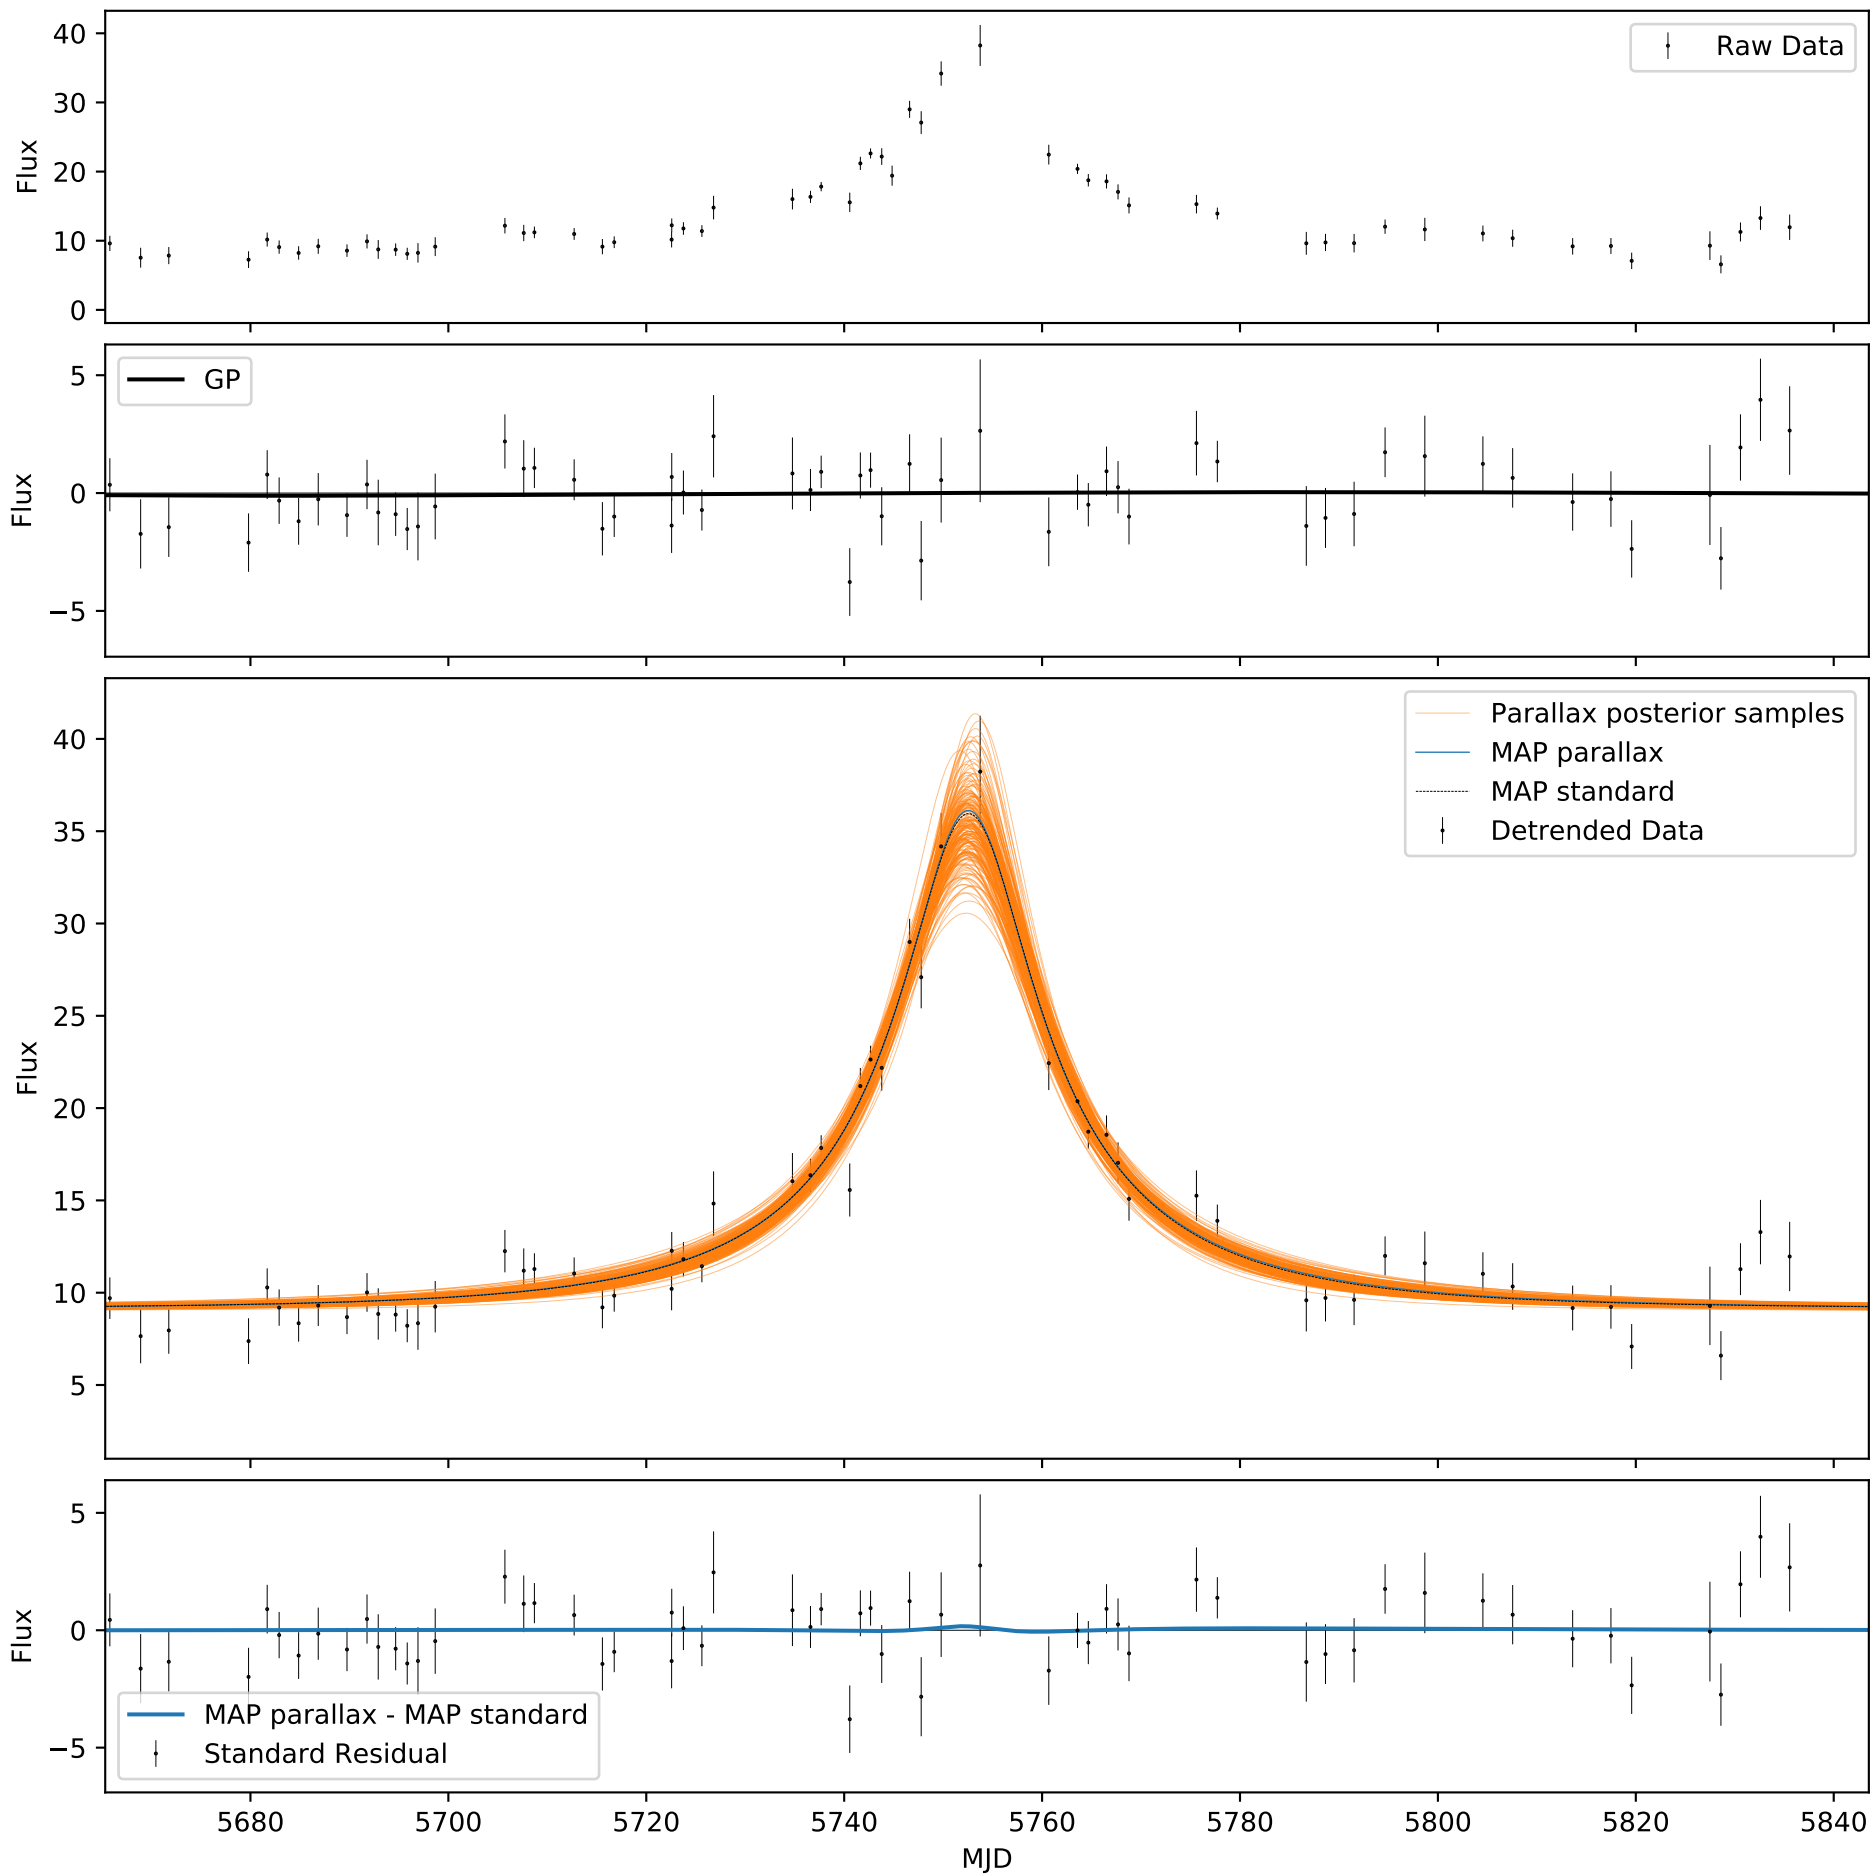 40
30
20
10
0
Flux
Raw Data
5
0
−5
Flux
GP
40
35
30
25
20
15
10
5
Flux
Parallax posterior samples
MAP parallax
MAP standard
Detrended Data
5
0
−5
Flux
MAP parallax - MAP standard
Standard Residual
5680 5700 5720 5740 5760 5780 5800 5820 5840
MJD